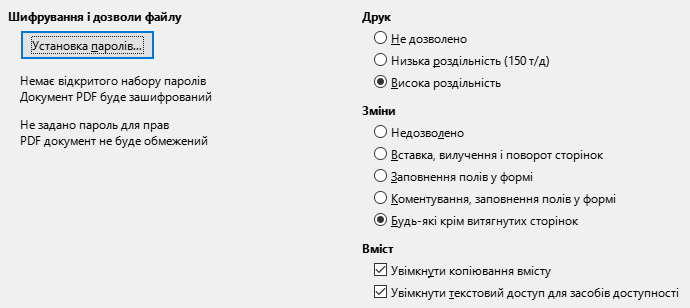 Шифрування і дозволи файлу
Установка паролів...
Немає відкритого набору паролів
Документ PDF буде зашифрований
Не задано пароль для прав
PDF документ не буде обмежений
Друк
Не дозволено
Низька роздільність (150 т/д)
Висока роздільність
Зміни
Недозволено
Вставка, вилучення і поворот сторінок
Заповнення полів у формі
Коментування, заповнення полів у формі
Будь-які крім витягнутих сторінок
Вміст
Увімкнути копіювання вмісту
Увімкнути текстовий доступ для засобів доступності